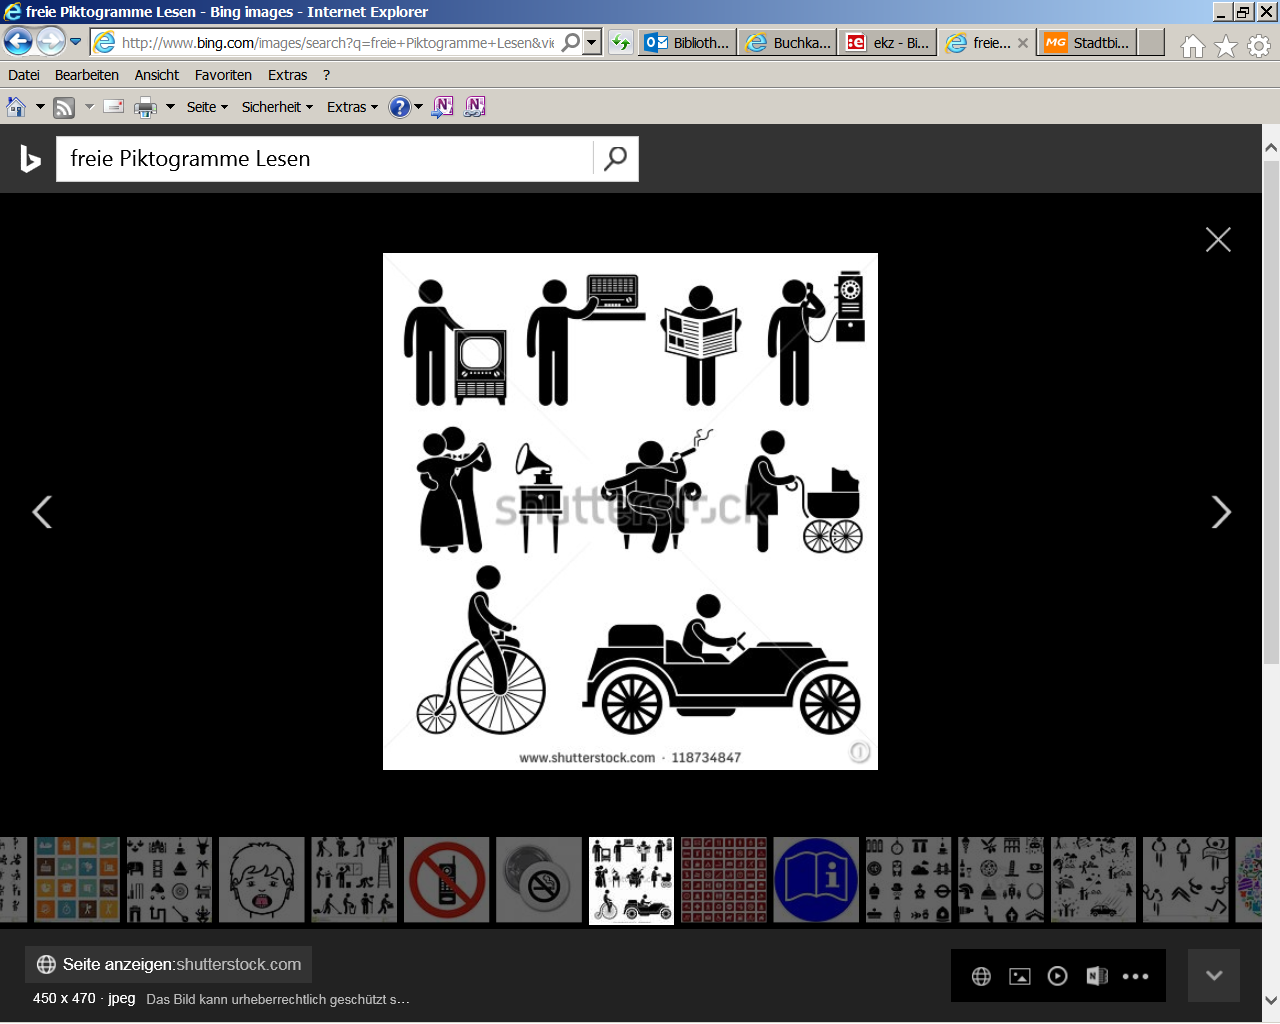 freie Piktogramme Lesen - Bing images - Internet Explorer
http://www.bing.com/images/search?q=freie+Piktogramme+Lesen&vie
Biblioth...
Buchka...
ekz - Bi...
freie...
MG Stadtbi...
Datei Bearbeiten Ansicht Favoriten Extras ?
Seite Sicherheit Extras
freie Piktogramme Lesen
shutterstock
www.shutterstock.com · 118734847
Seite anzeigen:shutterstock.com
450 x 470 · jpeg Das Bild kann urheberrechtlich geschützt s...